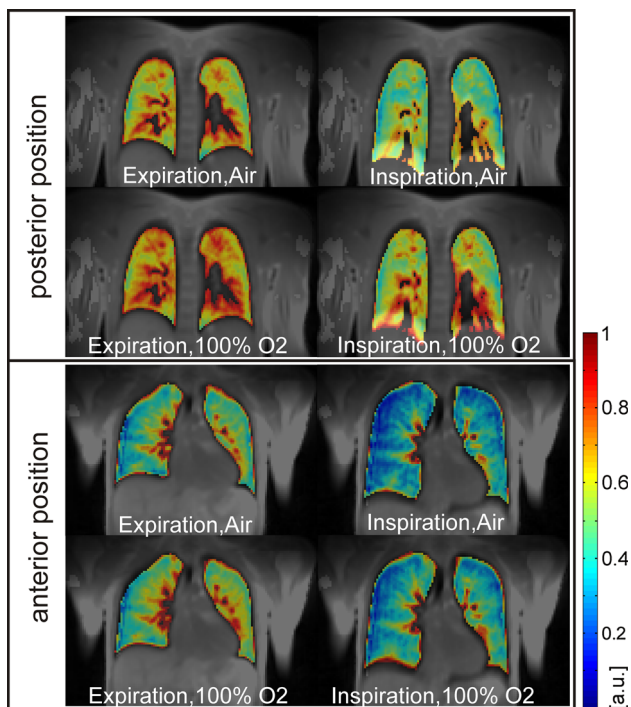 posterior position
Expiration,Air
Inspiration,Air
Expiration,100% O2
Inspiration,100% O2
anterior position
Expiration,Air
Inspiration,Air
Expiration,100% O2
Inspiration,100% O2
1
0.8
0.6
0.4
0.2
[a.u.]